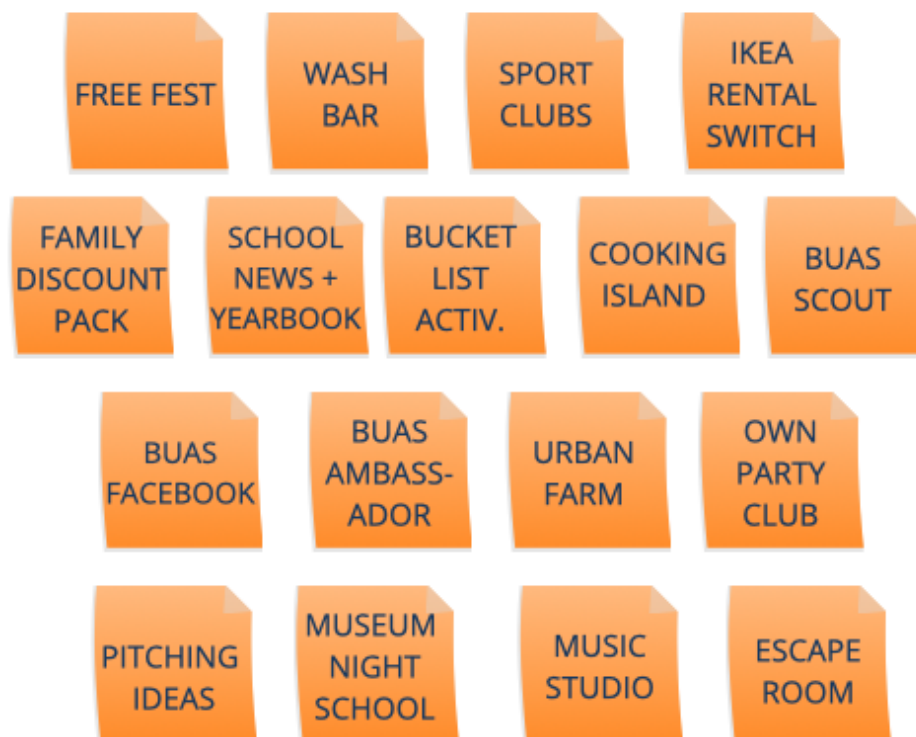 FREE FEST
WASH
BAR
SPORT
CLUBS
IKEA
RENTAL
SWITCH
FAMILY
DISCOUNT
PACK
SCHOOL
NEWS +
YEARBOOK
BUCKET
LIST
ACTIV.
COOKING
ISLAND
BUAS
SCOUT
BUAS
FACEBOOK
BUAS
AMBASS-
ADOR
URBAN
FARM
OWN
PARTY
CLUB
PITCHING
IDEAS
MUSEUM
NIGHT
SCHOOL
MUSIC
STUDIO
ESCAPE
ROOM